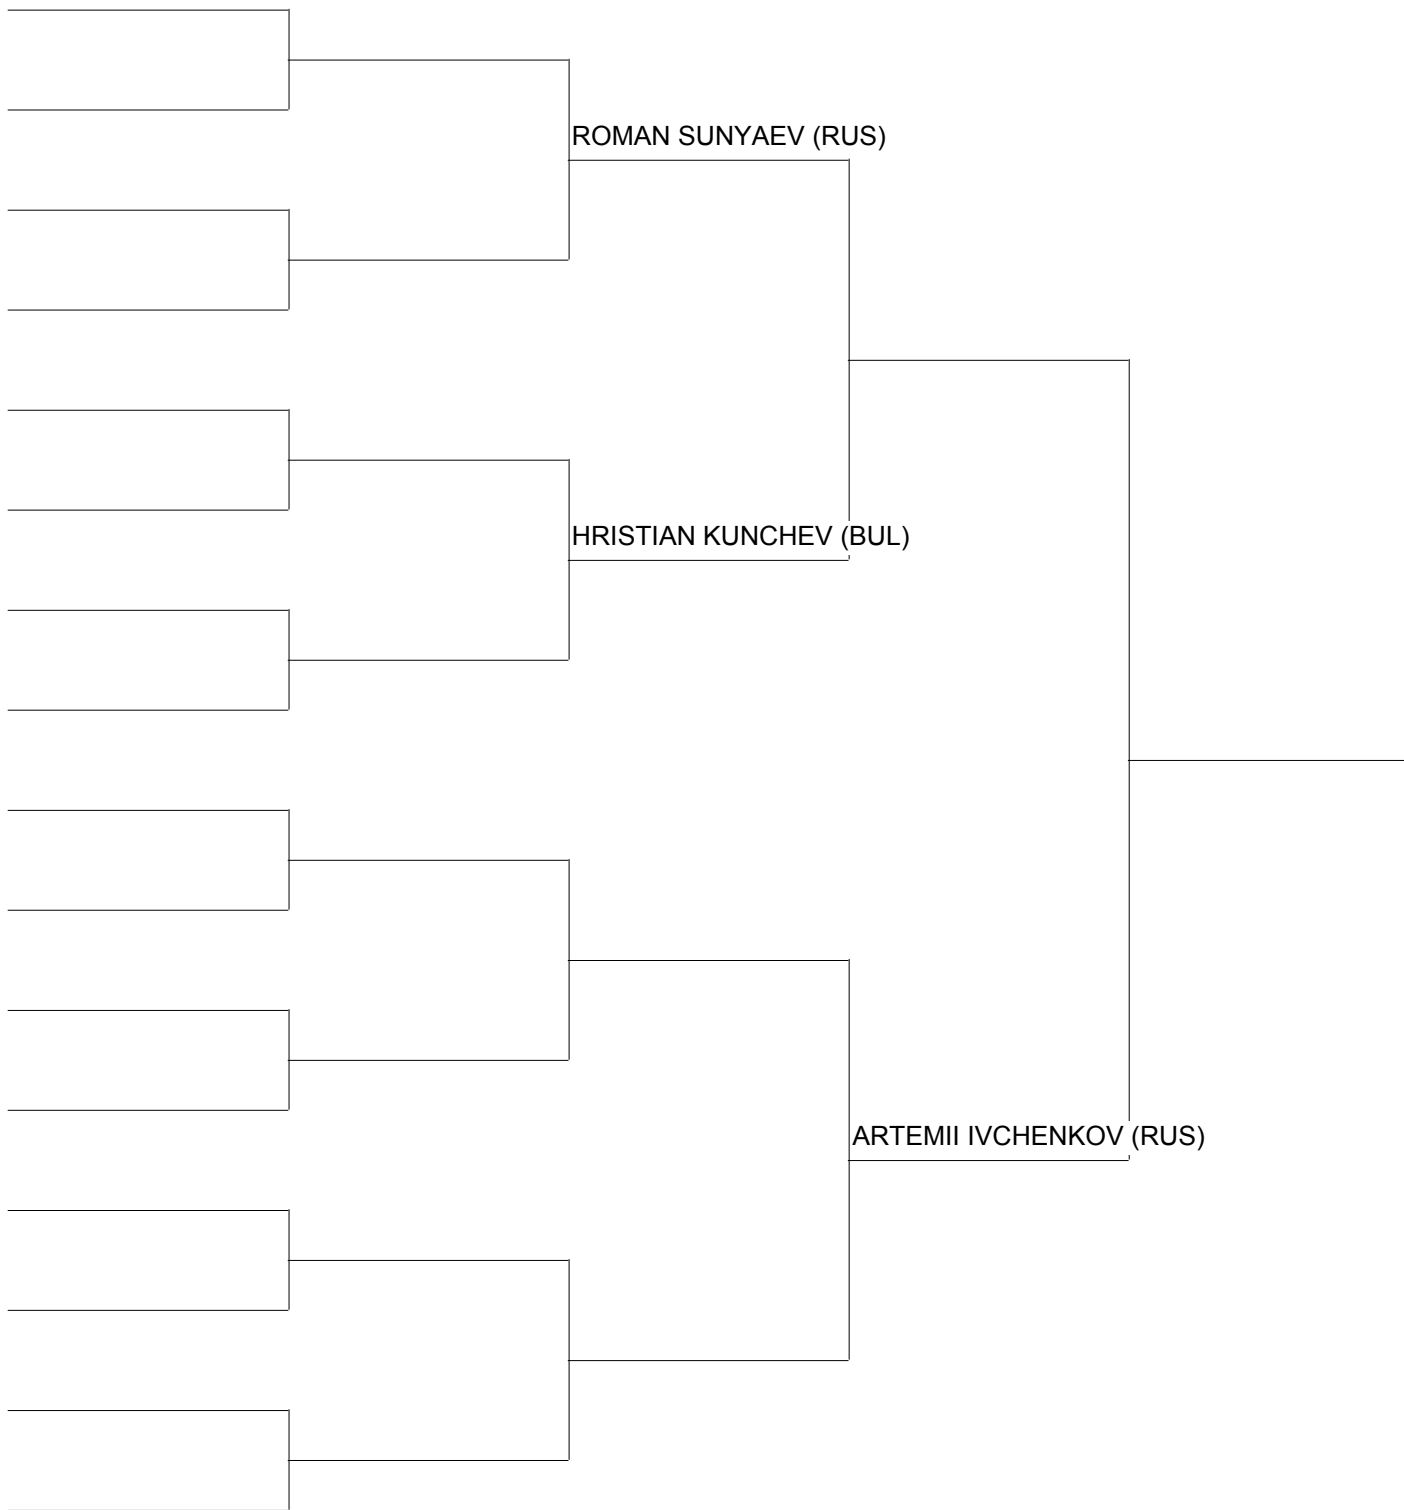 ROMAN SUNYAEV (RUS)
HRISTIAN KUNCHEV (BUL)
ARTEMII IVCHENKOV (RUS)